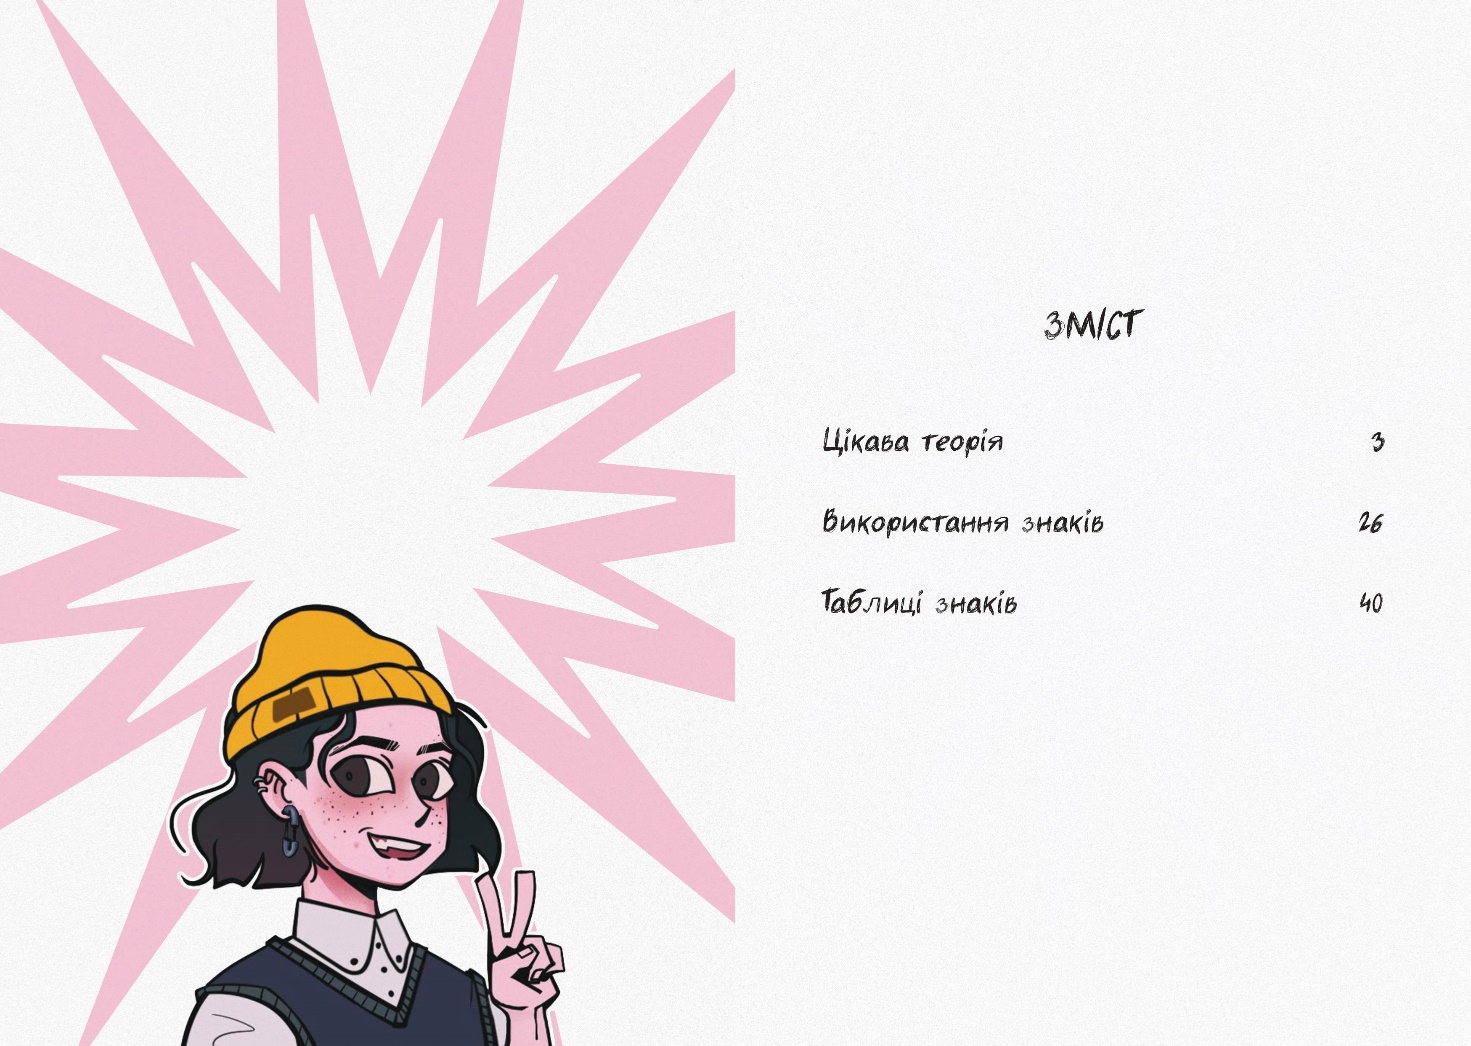 ЗМІСТ
Цікава теорія 3
Використання знаків 26
Таблиці знаків 40